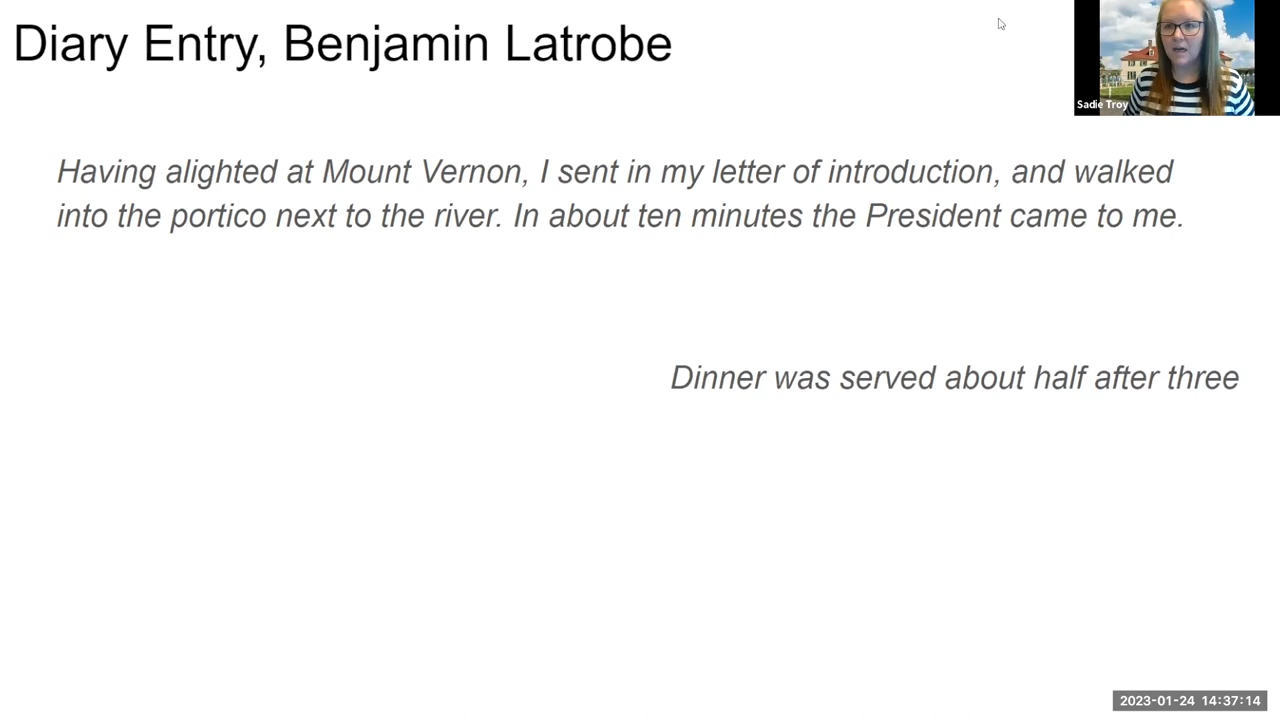 Diary Entry, Benjamin Latrobe
Sadie Troy
Having alighted at Mount Vernon, I sent in my letter of introduction, and walked
into the portico next to the river. In about ten minutes the President came to me.
Dinner was served about half after three
2023-01-24 14:37:14